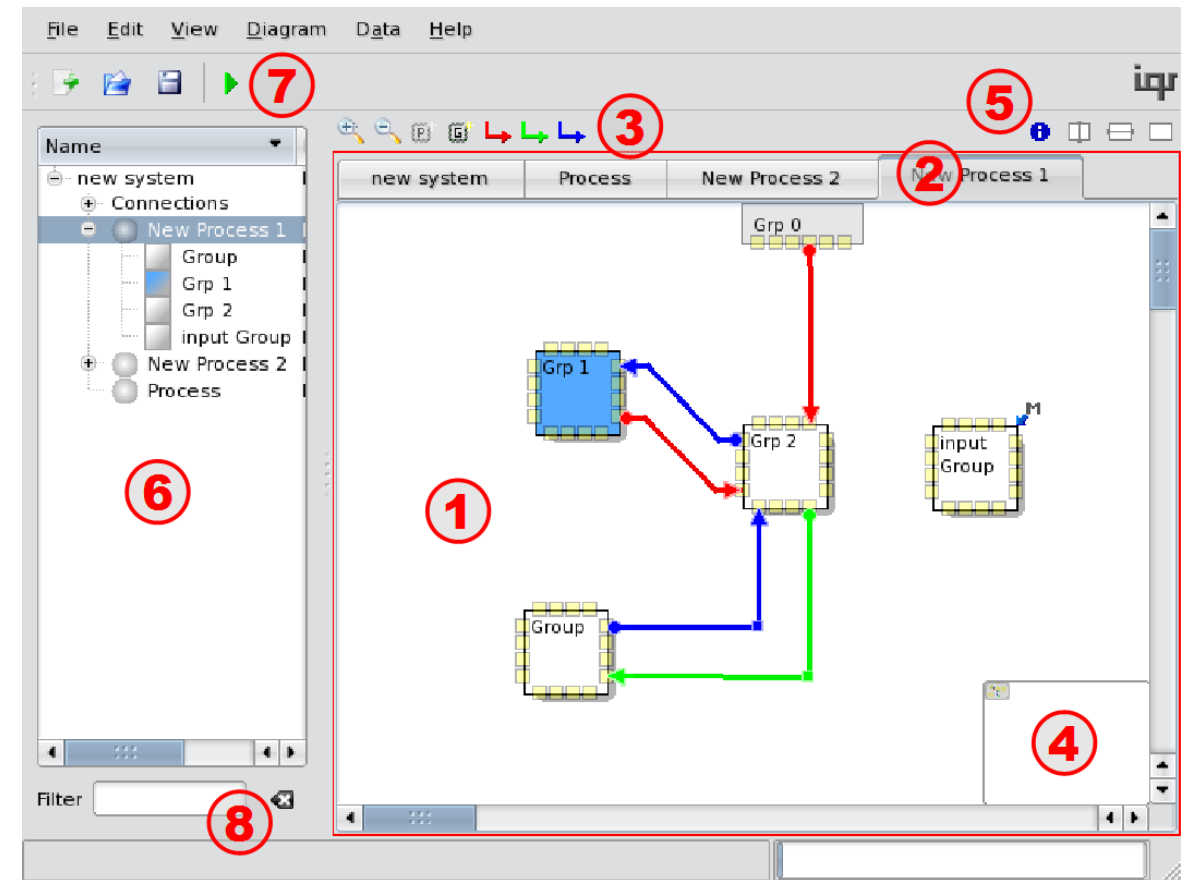 File Edit View Diagram Data Help
7
iqr
5
3
Name
P G
new system Process New Process 2 New Process 1
2
new system
Connections
New Process 1
Group
Grp 1
Grp 2
input Group
New Process 2
Process
Grp 0
Grp 1
Grp 2
M
input
Group
6
1
Group
4
Filter
8